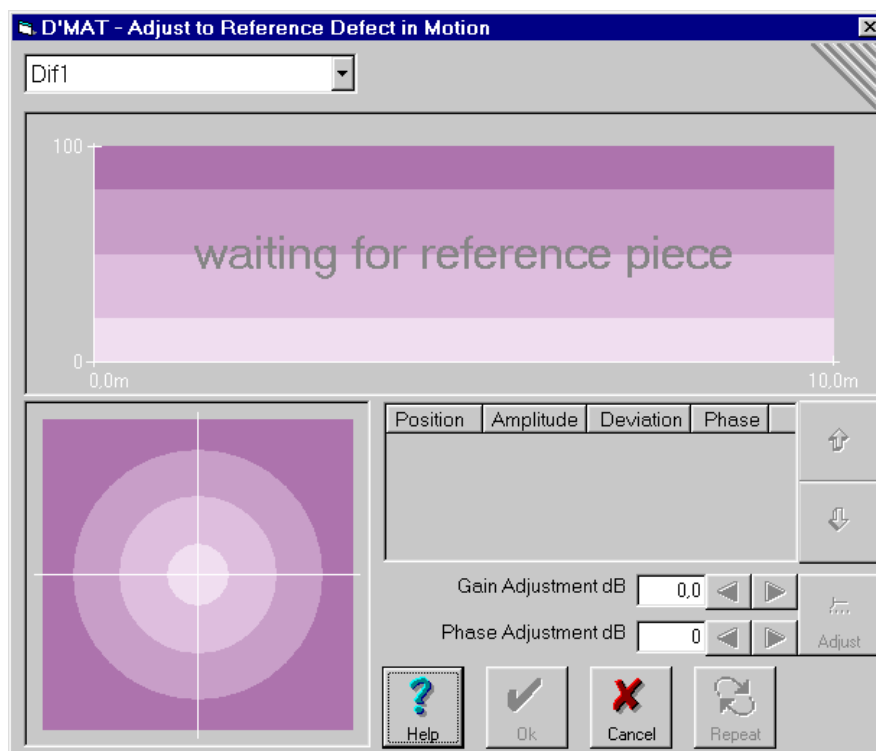 D'MAT - Adjust to Reference Defect in Motion
Dif1
100
waiting for reference piece
0
0,0m 10,0m
Position Amplitude Deviation Phase
Gain Adjustment dB 0,0
Phase Adjustment dB 0
Adjust
Help Ok Cancel Repeat